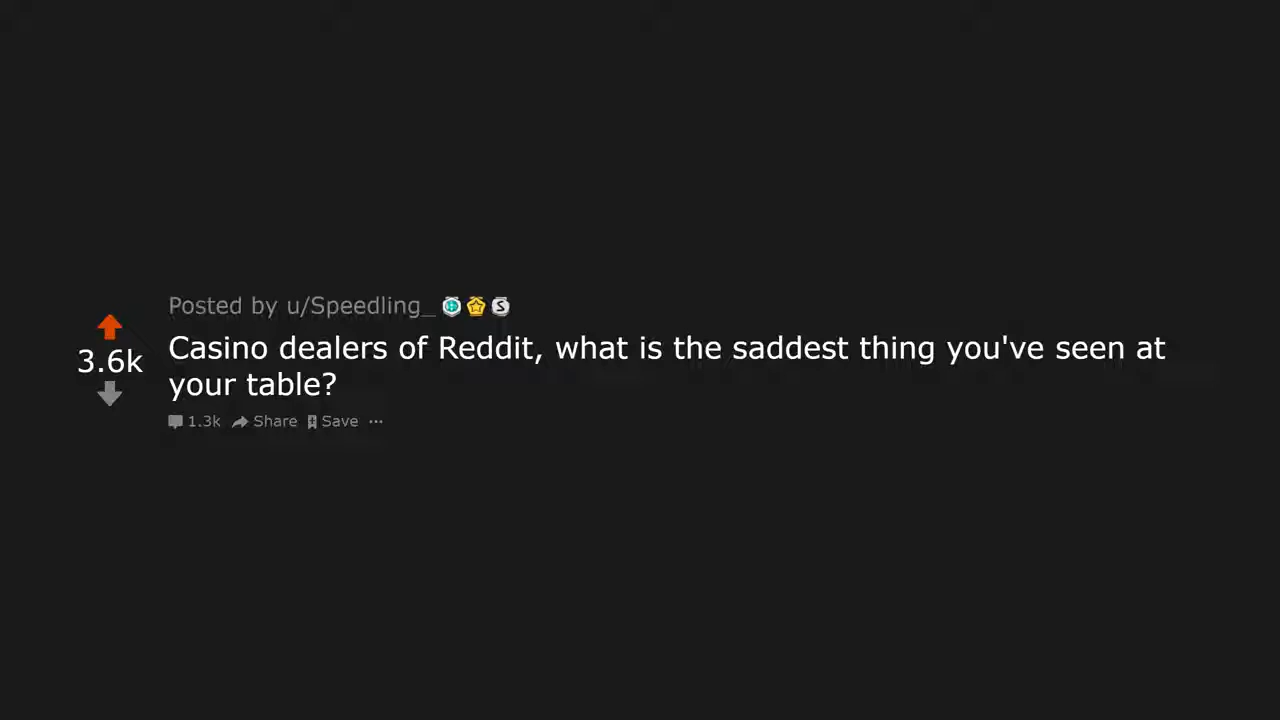 Posted by u/Speedling_
3.6k
Casino dealers of Reddit, what is the saddest thing you've seen at
your table?
1.3k Share Save ···